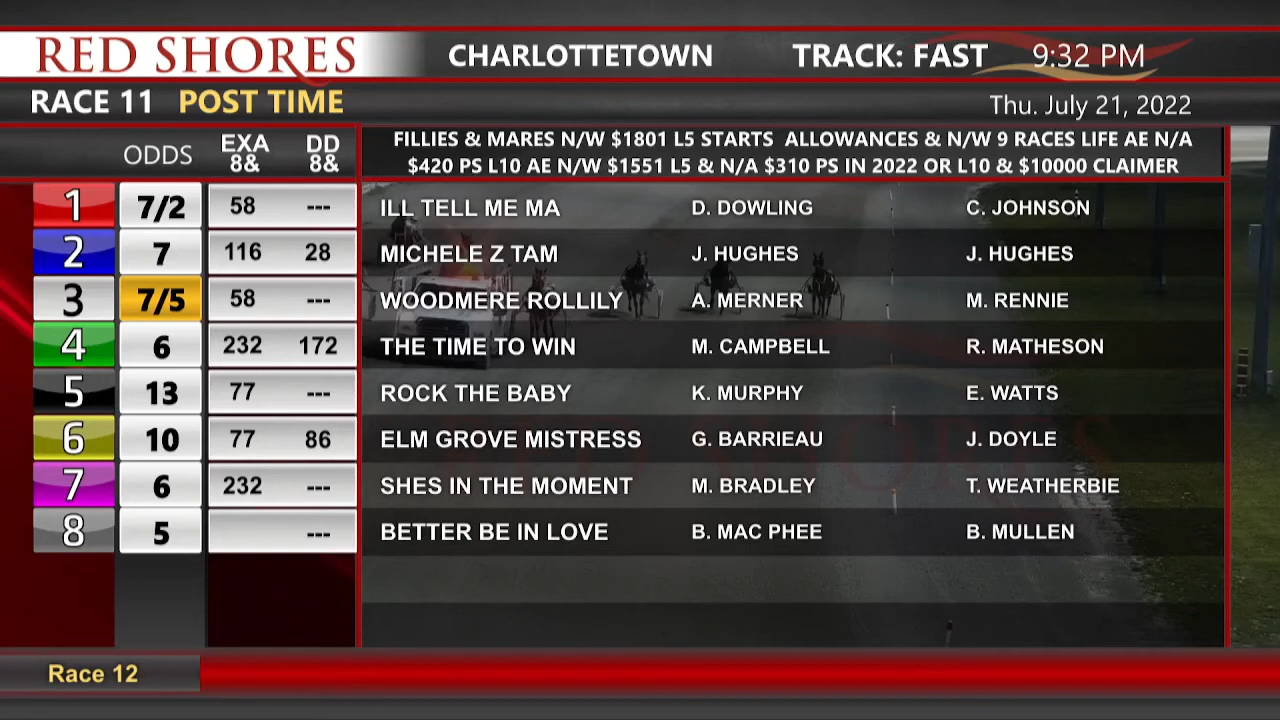 RED SHORES CHARLOTTETOWN TRACK: FAST 9:32 PM
RACE 11 POST TIME Thu. July 21, 2022
ODDS EXA 8& DD 8&
FILLIES & MARES N/W $1801 L5 STARTS ALLOWANCES & N/W 9 RACES LIFE AE N/A
$420 PS L10 AE N/W $1551 L5 & N/A $310 PS IN 2022 OR L10 & $10000 CLAIMER
1 7/2 58 --- ILL TELL ME MA D. DOWLING C. JOHNSON
2 7 116 28 MICHELE Z TAM J. HUGHES J. HUGHES
3 7/5 58 --- WOODMERE ROLLILY A. MERNER M. RENNIE
4 6 232 172 THE TIME TO WIN M. CAMPBELL R. MATHESON
5 13 77 --- ROCK THE BABY K. MURPHY E. WATTS
6 10 77 86 ELM GROVE MISTRESS G. BARRIEAU J. DOYLE
7 6 232 --- SHES IN THE MOMENT M. BRADLEY T. WEATHERBIE
8 5 --- BETTER BE IN LOVE B. MAC PHEE B. MULLEN
Race 12